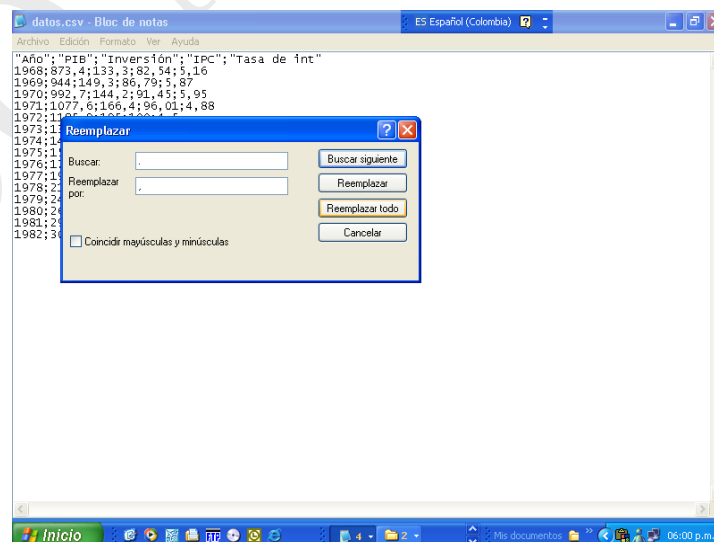 datos.csv - Bloc de notas
ES Español (Colombia)
Archivo Edición Formato Ver Ayuda
"Año";"PIB";"Inversión";"IPC";"Tasa de int"
1968;873,4;133,3;82,54;5,16
1969;944;149,3;86,79;5,87
1970;992,7;144,2;91,45;5,95
1971;1077,6;166,4;96,01;4,88
1972;
1973;
1974;
1975;
1976;
1977;
1978;
1979;
1980;
1981;
1982;
Reemplazar
Buscar: .
Buscar siguiente
Reemplazar por: ,
Reemplazar
Reemplazar todo
Coincidir mayúsculas y minúsculas
Cancelar
Inicio
4
2
Mis documentos
06:00 p.m.